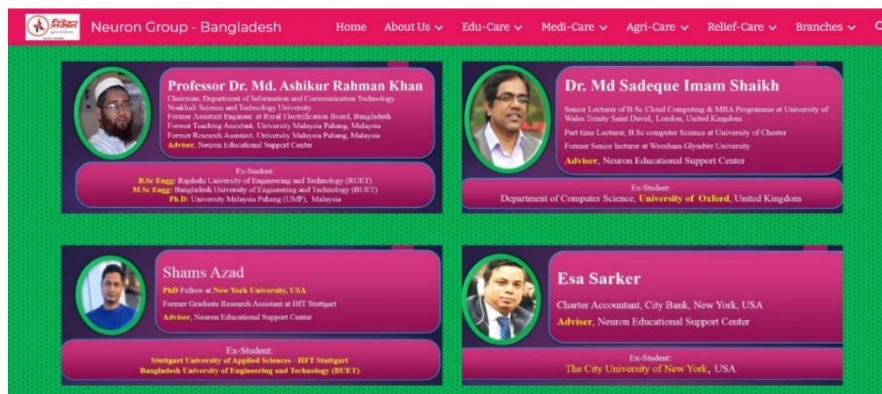 নিউরন
Neuron Group - Bangladesh
Home
About Us
Edu-Care
Medi-Care
Agri-Care
Relief-Care
Branches
Professor Dr. Md. Ashikur Rahman Khan
Chairman, Department of Information and Communication Technology
Noakhali Science and Technology University
Former Assistant Engineer at Rural Electrification Board, Bangladesh
Former Teaching Assistant, University Malaysia Pahang, Malaysia
Former Research Assistant, University Malaysia Pahang, Malaysia
Adviser, Neuron Educational Support Center
Ex-Student:
B.Sc Engg: Rajshahi University of Engineering and Technology (RUET)
M.Sc Engg: Bangladesh University of Engineering and Technology (BUET)
Ph.D: University Malaysia Pahang (UMP), Malaysia
Dr. Md Sadeque Imam Shaikh
Senior Lecturer of B.Sc Cloud Computing & MBA Programme at University of
Wales Trinity Saint David, London, United Kingdom
Part time Lecturer, B.Sc computer Science at University of Chester
Former Senior lecturer at Wrexham Glyndŵr University
Adviser, Neuron Educational Support Center
Ex-Student:
Department of Computer Science, University of Oxford, United Kingdom
Shams Azad
PhD Fellow at New York University, USA
Former Graduate Research Assistant at HfT Stuttgart
Adviser, Neuron Educational Support Center
Ex-Student:
Stuttgart University of Applied Sciences - HFT Stuttgart
Bangladesh University of Engineering and Technology (BUET)
Esa Sarker
Charter Accountant, City Bank, New York, USA
Adviser, Neuron Educational Support Center
Ex-Student:
The City University of New York, USA